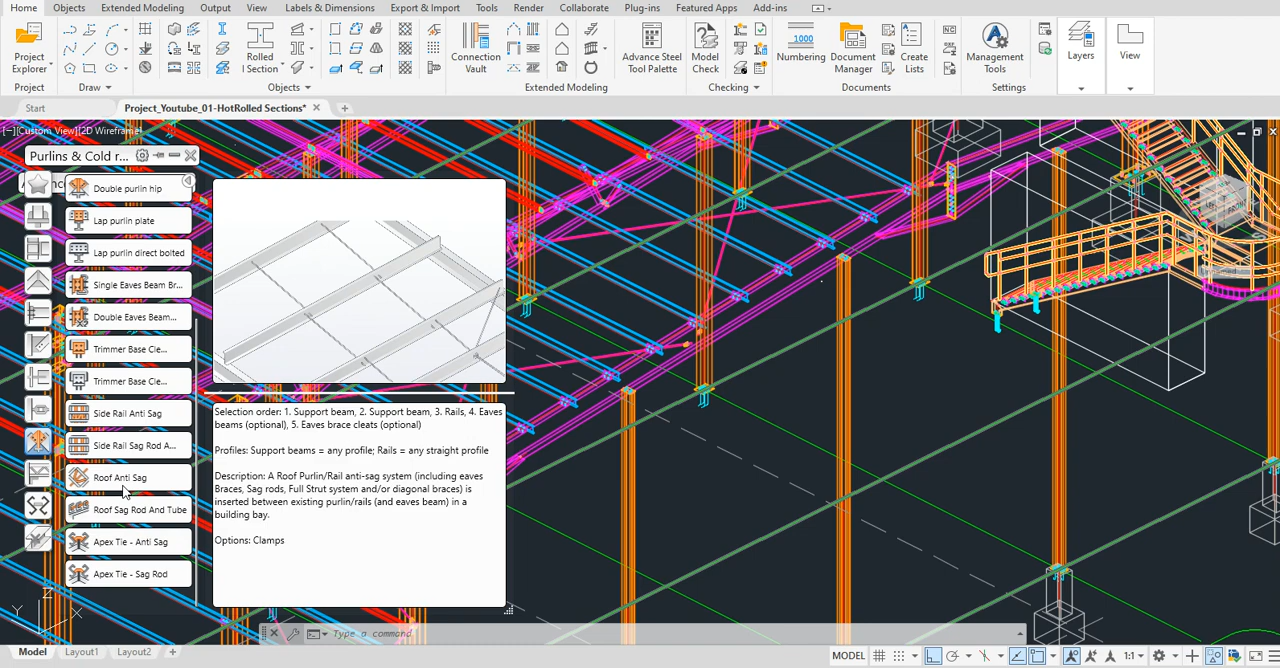 Home Objects Extended Modeling Output View Labels & Dimensions Export & Import Tools Render Collaborate Plug-ins Featured Apps Add-ins
Project Explorer
Rolled I Section
Connection Vault
Advance Steel Tool Palette
Model Check
1000
Numbering
Document Manager
Create Lists
Management Tools
Layers
View
Project Draw Objects Extended Modeling Checking Documents Settings
Start Project_Youtube_01-HotRolled Sections*
[−][Custom View][2D Wireframe]
Purlins & Cold r...
Double purlin hip
Lap purlin plate
Lap purlin direct bolted
Single Eaves Beam Br...
Double Eaves Beam...
Trimmer Base Cle...
Trimmer Base Cle...
Side Rail Anti Sag
Side Rail Sag Rod A...
Roof Anti Sag
Roof Sag Rod And Tube
Apex Tie - Anti Sag
Apex Tie - Sag Rod
Selection order: 1. Support beam, 2. Support beam, 3. Rails, 4. Eaves
beams (optional), 5. Eaves brace cleats (optional)
Profiles: Support beams = any profile; Rails = any straight profile
Description: A Roof Purlin/Rail anti-sag system (including eaves
Braces, Sag rods, Full Strut system and/or diagonal braces) is
inserted between existing purlin/rails (and eaves beam) in a
building bay.
Options: Clamps
FRONT
Z
Y X
Type a command
Model Layout1 Layout2 +
MODEL 1:1